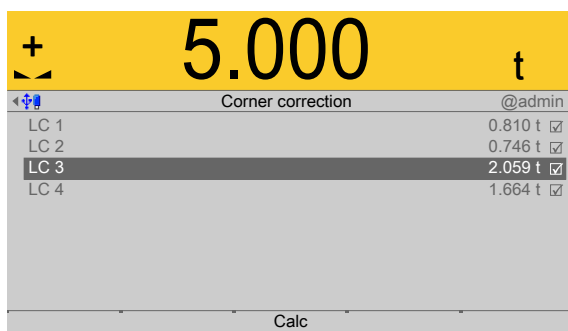 + 5.000 t
Corner correction @admin
LC 1 0.810 t
LC 2 0.746 t
LC 3 2.059 t
LC 4 1.664 t
Calc